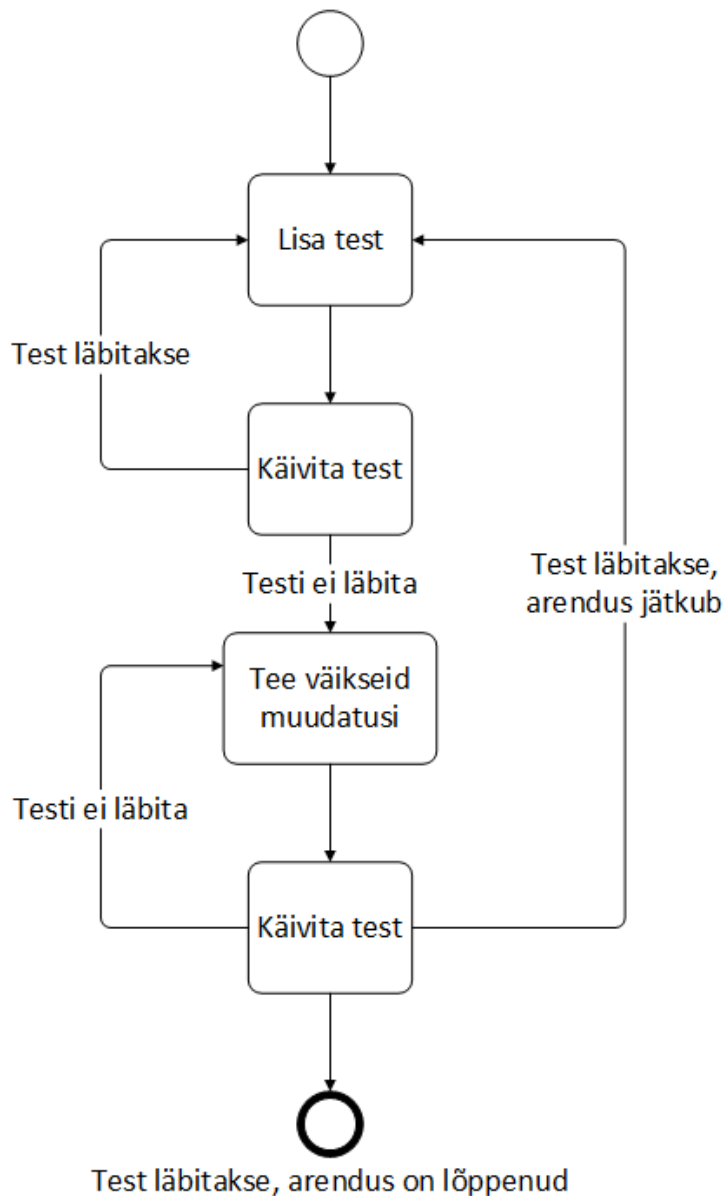 Lisa test
Test läbitakse
Käivita test
Testi ei läbita
Test läbitakse,
arendus jätkub
Tee väikseid
muudatusi
Testi ei läbita
Käivita test
Test läbitakse, arendus on lõppenud